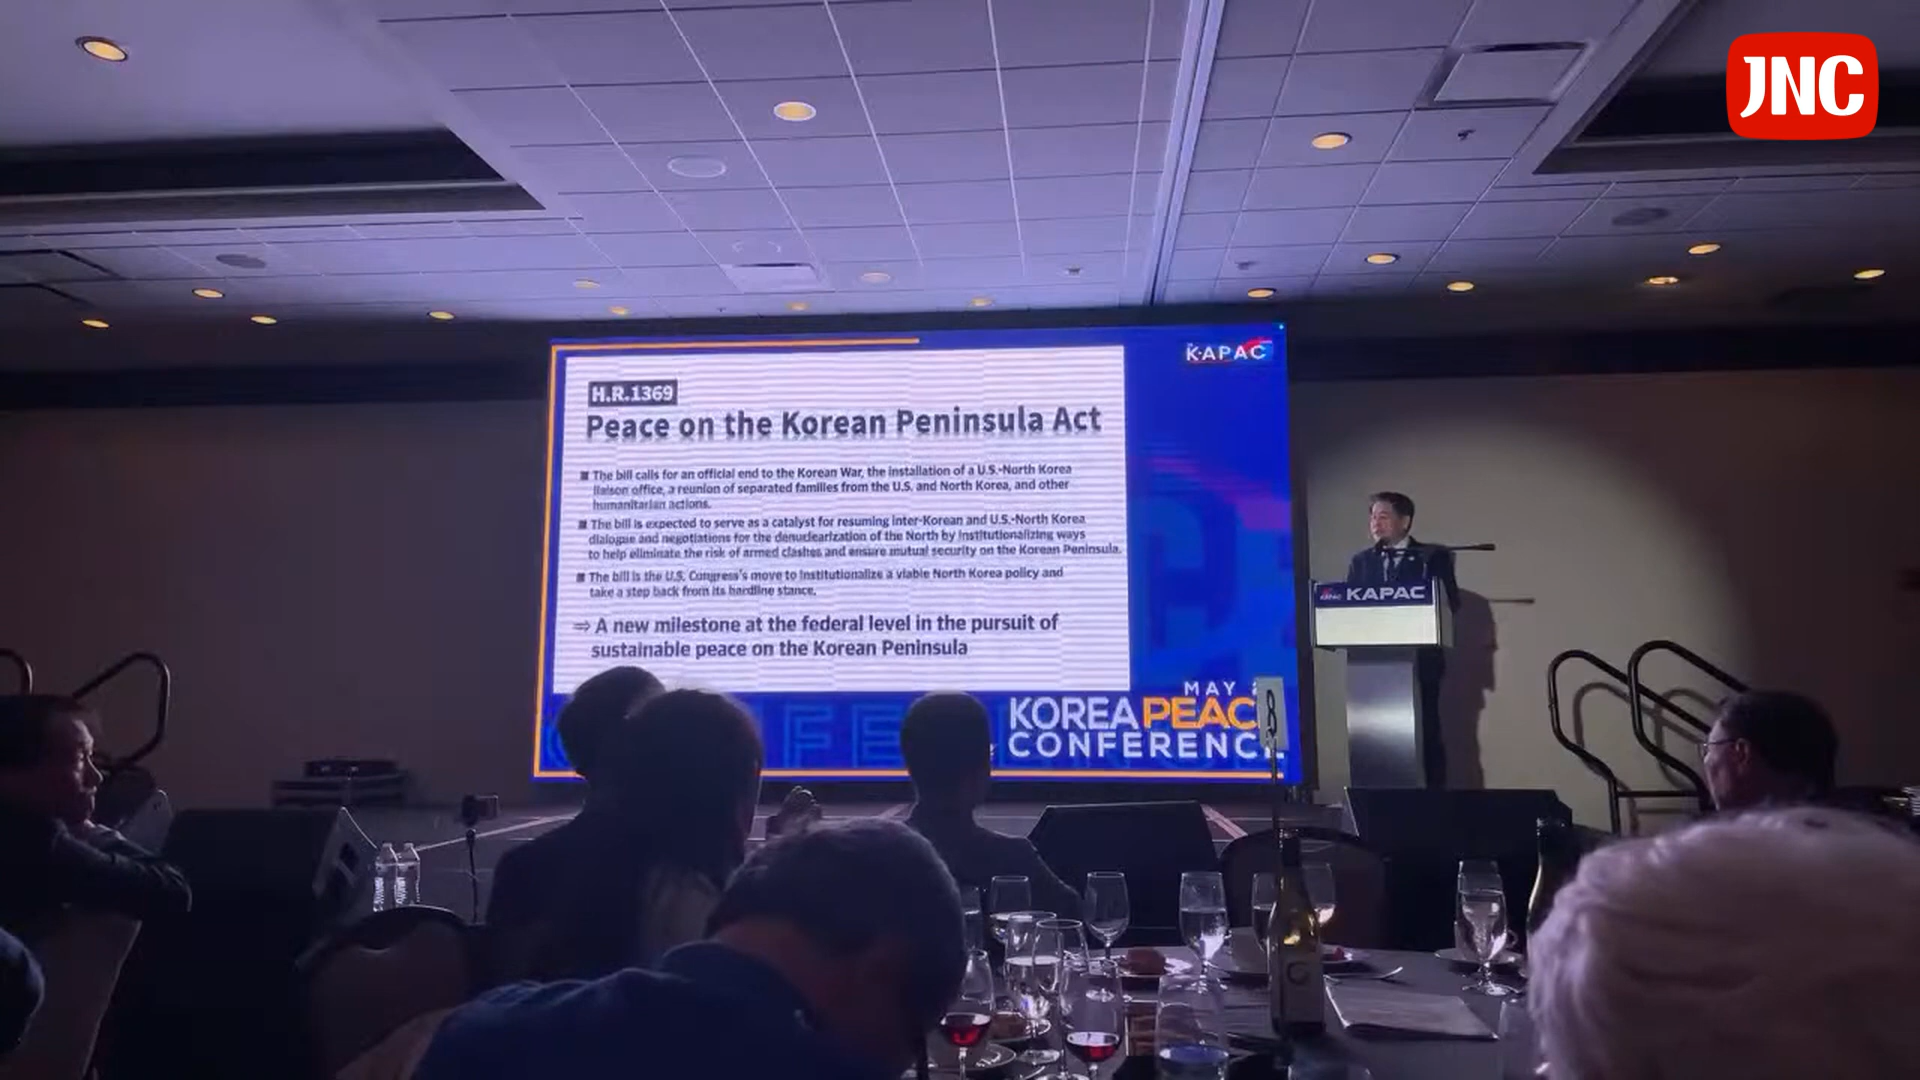 JNC
KAPAC
H.R.1369
Peace on the Korean Peninsula Act
■ The bill calls for an official end to the Korean War, the installation of a U.S.-North Korea
liaison office, a reunion of separated families from the U.S. and North Korea, and other
humanitarian actions.
■ The bill is expected to serve as a catalyst for resuming inter-Korean and U.S.-North Korea
dialogue and negotiations for the denuclearization of the North by institutionalizing ways
to help eliminate the risk of armed clashes and ensure mutual security on the Korean Peninsula.
■ The bill is the U.S. Congress's move to institutionalize a viable North Korea policy and
take a step back from its hardline stance.
⇒ A new milestone at the federal level in the pursuit of
sustainable peace on the Korean Peninsula
KAPAC
MAY
KOREA PEAC
CONFERENC
8